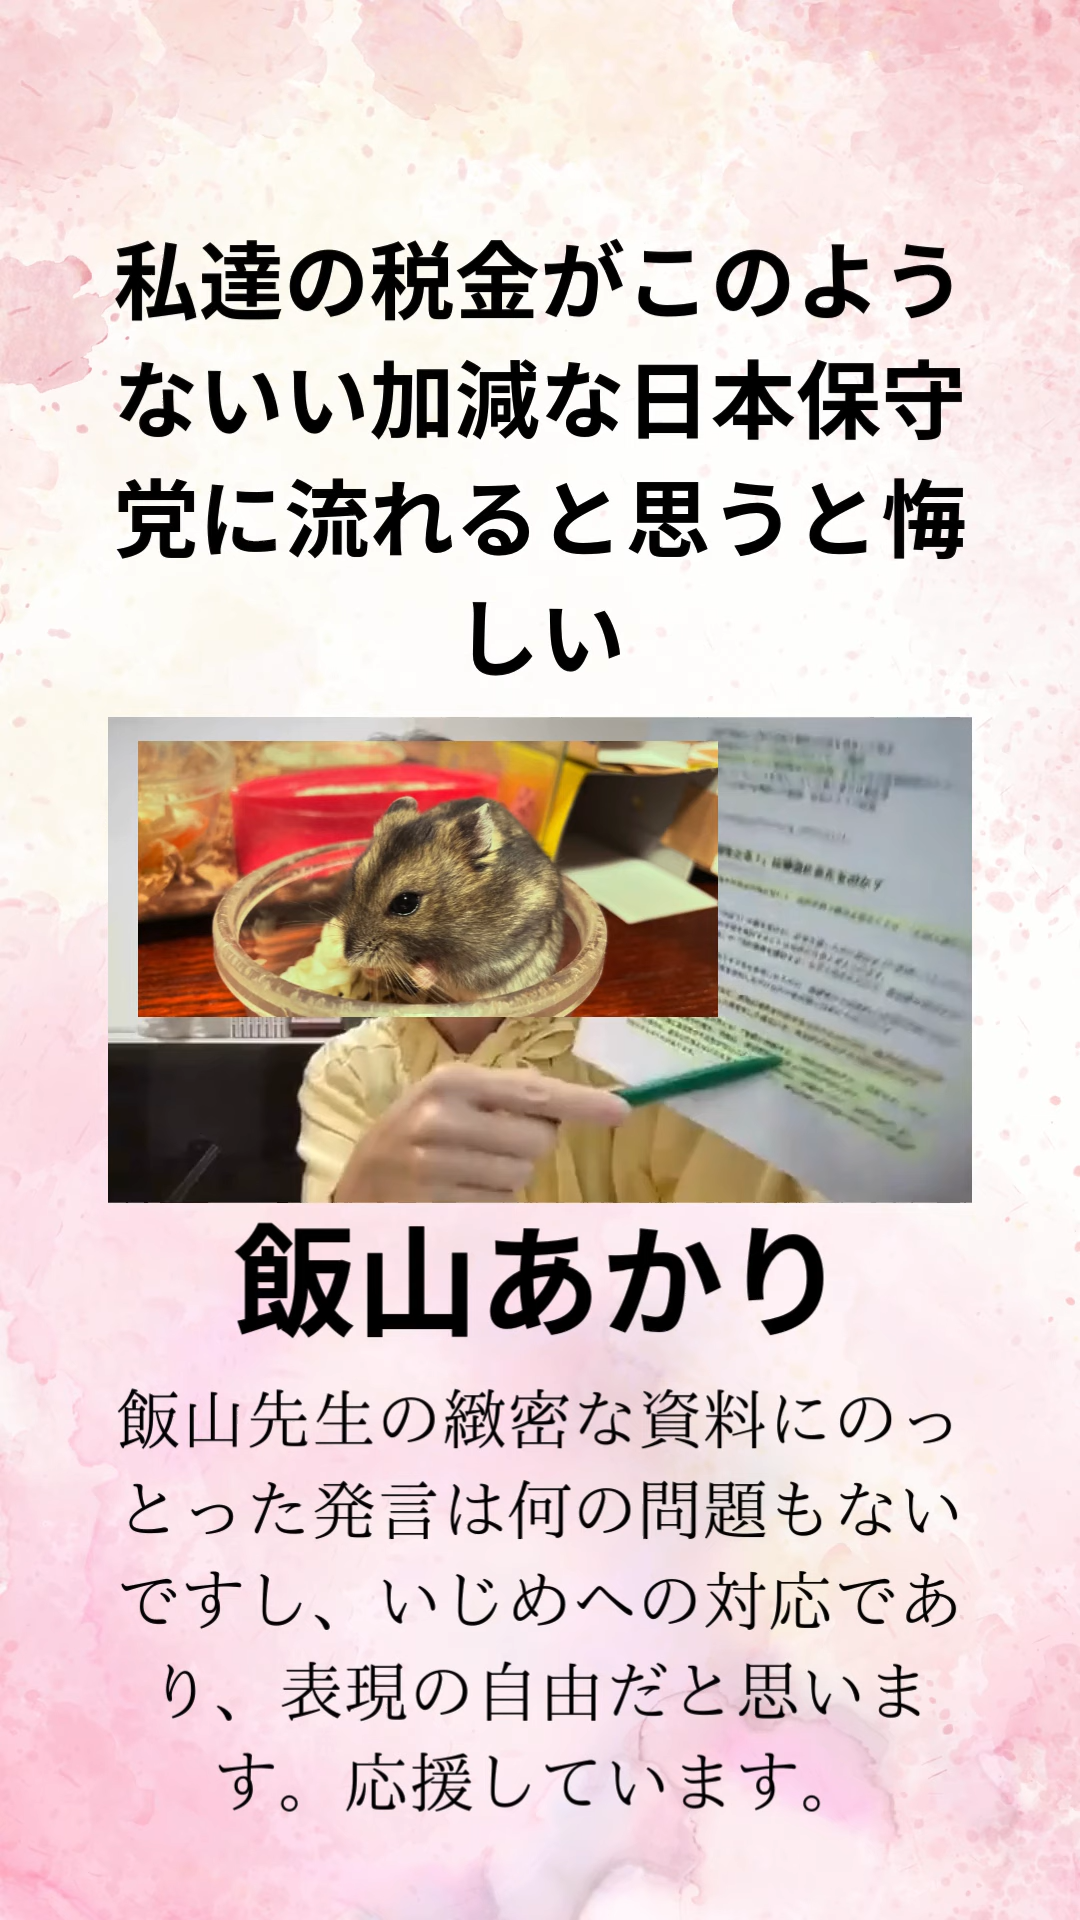 私達の税金がこのよう
ないい加減な日本保守
党に流れると思うと悔
しい
飯山あかり
飯山先生の緻密な資料にのっ
とった発言は何の問題もない
ですし、いじめへの対応であ
り、表現の自由だと思いま
す。応援しています。